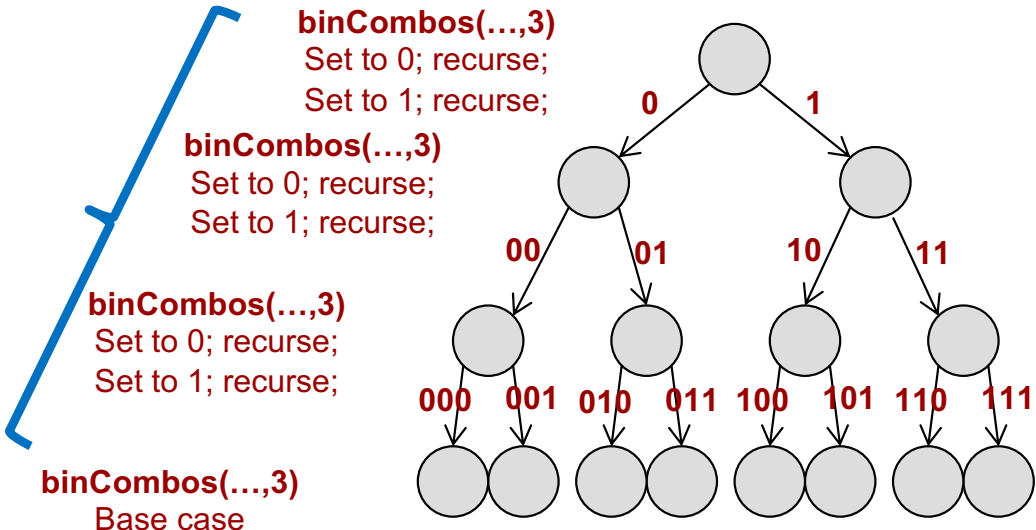 binCombos(…,3)
Set to 0; recurse;
Set to 1; recurse;
0 1
binCombos(…,3)
Set to 0; recurse;
Set to 1; recurse;
00 01 10 11
binCombos(…,3)
Set to 0; recurse;
Set to 1; recurse;
000 001 010 011 100 101 110 111
binCombos(…,3)
Base case